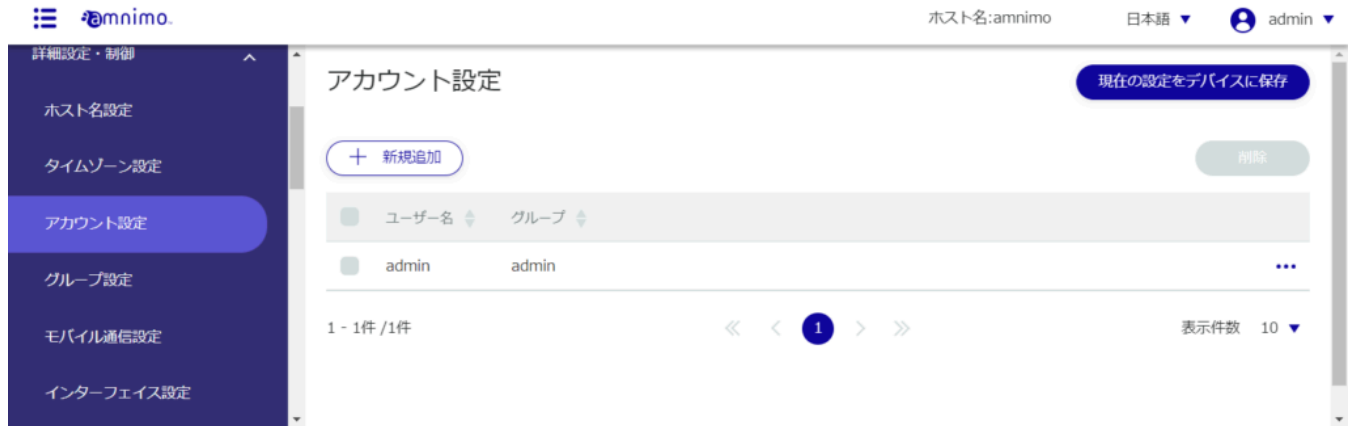 amnimo.
ホスト名:amnimo
日本語 ▼
admin ▼
詳細設定・制御
ホスト名設定
タイムゾーン設定
アカウント設定
グループ設定
モバイル通信設定
インターフェイス設定
アカウント設定
現在の設定をデバイスに保存
＋ 新規追加
削除
ユーザー名 グループ
admin admin ...
1 - 1件 /1件
≪ < 1 > ≫
表示件数 10 ▼